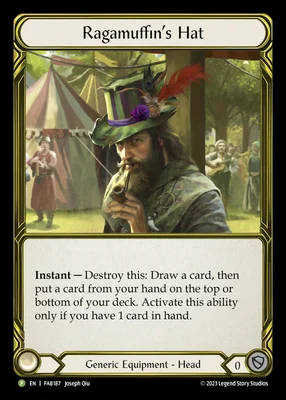 Ragamuffin's Hat
Instant — Destroy this: Draw a card, then
put a card from your hand on the top or
bottom of your deck. Activate this ability
only if you have 1 card in hand.
Generic Equipment - Head
0
P EN | FAB187 Joseph Qiu
© 2023 Legend Story Studios